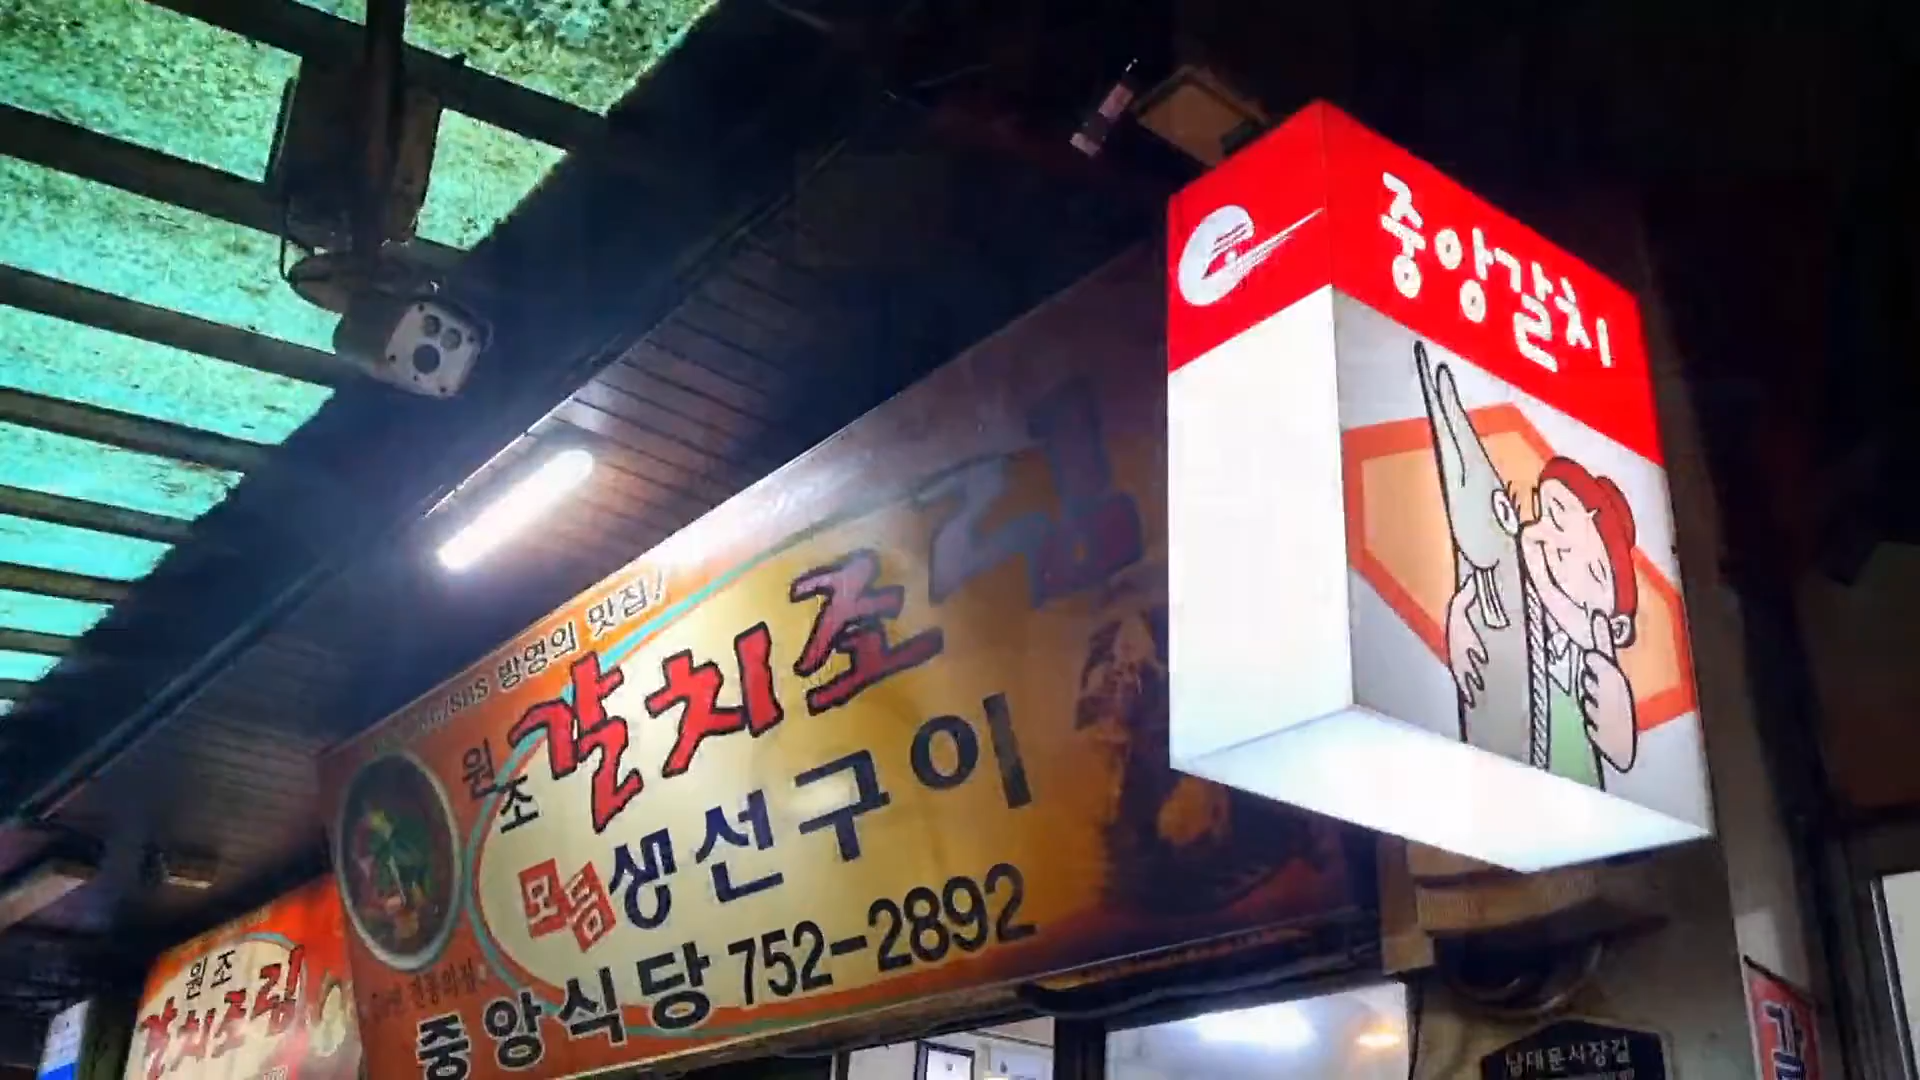 중앙갈치
방영의 맛집!
원조
갈치조림
모듬
생선구이
중앙식당 752-2892
원조
갈치조림
남대문시장길